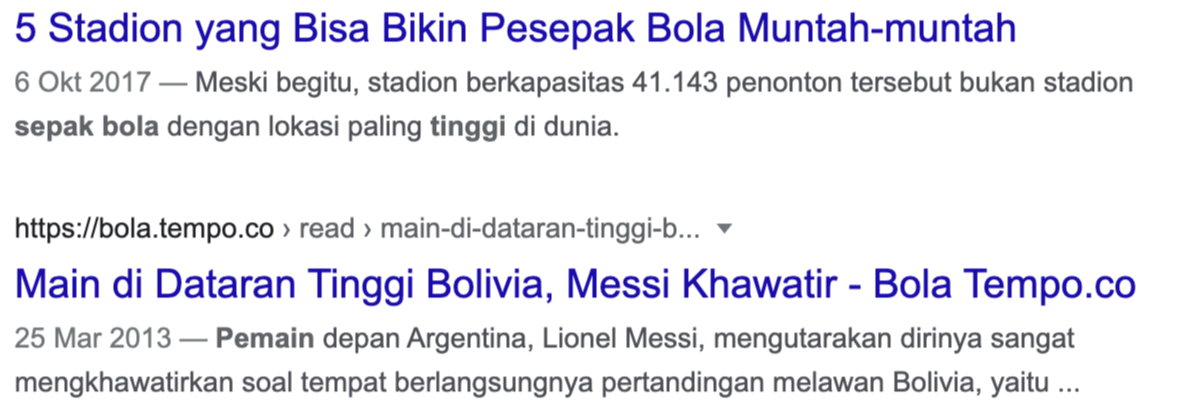 5 Stadion yang Bisa Bikin Pesepak Bola Muntah-muntah
6 Okt 2017 — Meski begitu, stadion berkapasitas 41.143 penonton tersebut bukan stadion
sepak bola dengan lokasi paling tinggi di dunia.
https://bola.tempo.co › read › main-di-dataran-tinggi-b...
Main di Dataran Tinggi Bolivia, Messi Khawatir - Bola Tempo.co
25 Mar 2013 — Pemain depan Argentina, Lionel Messi, mengutarakan dirinya sangat
mengkhawatirkan soal tempat berlangsungnya pertandingan melawan Bolivia, yaitu ...